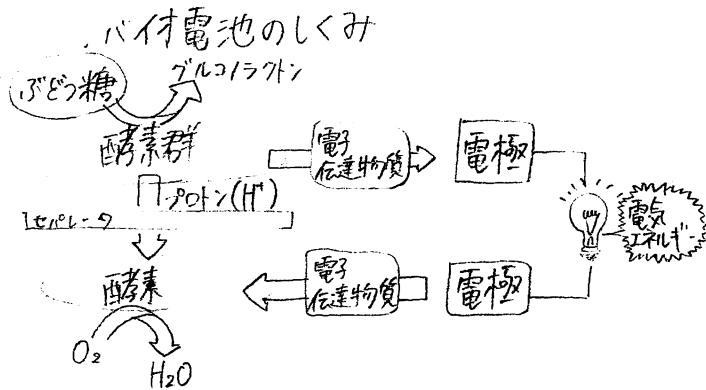 バイオ電池のしくみ
グルコノラクトン
ぶどう糖
酵素群
電子
伝達物質
電極
プロトン(H⁺)
セパレータ
電気
エネルギー
酵素
電子
伝達物質
電極
O₂
H₂O